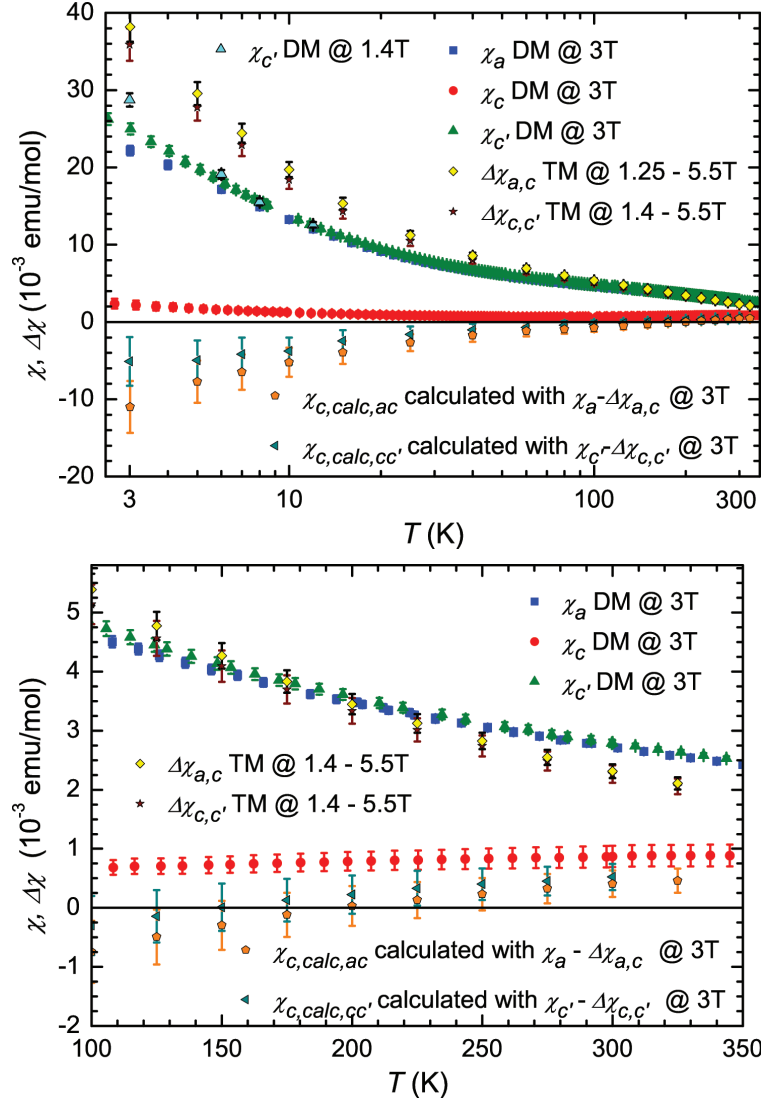 40
χc' DM @ 1.4T
χa DM @ 3T
χc DM @ 3T
30
χc' DM @ 3T
Δχa,c TM @ 1.25 - 5.5T
20
Δχc,c' TM @ 1.4 - 5.5T
10
χ, Δχ (10⁻³ emu/mol)
0
-10
χc,calc,ac calculated with χa-Δχa,c @ 3T
χc,calc,cc' calculated with χc'-Δχc,c' @ 3T
-20
3 10 100 300
T (K)
χa DM @ 3T
5
χc DM @ 3T
χc' DM @ 3T
4
3
Δχa,c TM @ 1.4 - 5.5T
2
Δχc,c' TM @ 1.4 - 5.5T
χ, Δχ (10⁻³ emu/mol)
1
0
χc,calc,ac calculated with χa - Δχa,c @ 3T
-1
χc,calc,cc' calculated with χc' - Δχc,c' @ 3T
-2
100 150 200 250 300 350
T (K)